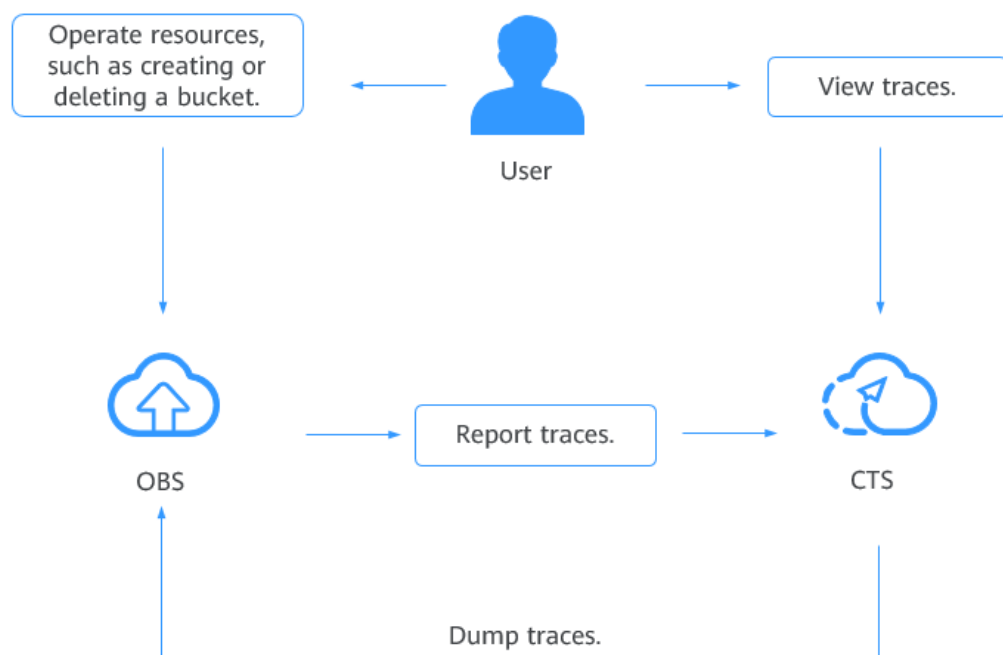 Operate resources,
such as creating or
deleting a bucket.
View traces.
User
Report traces.
OBS
CTS
Dump traces.